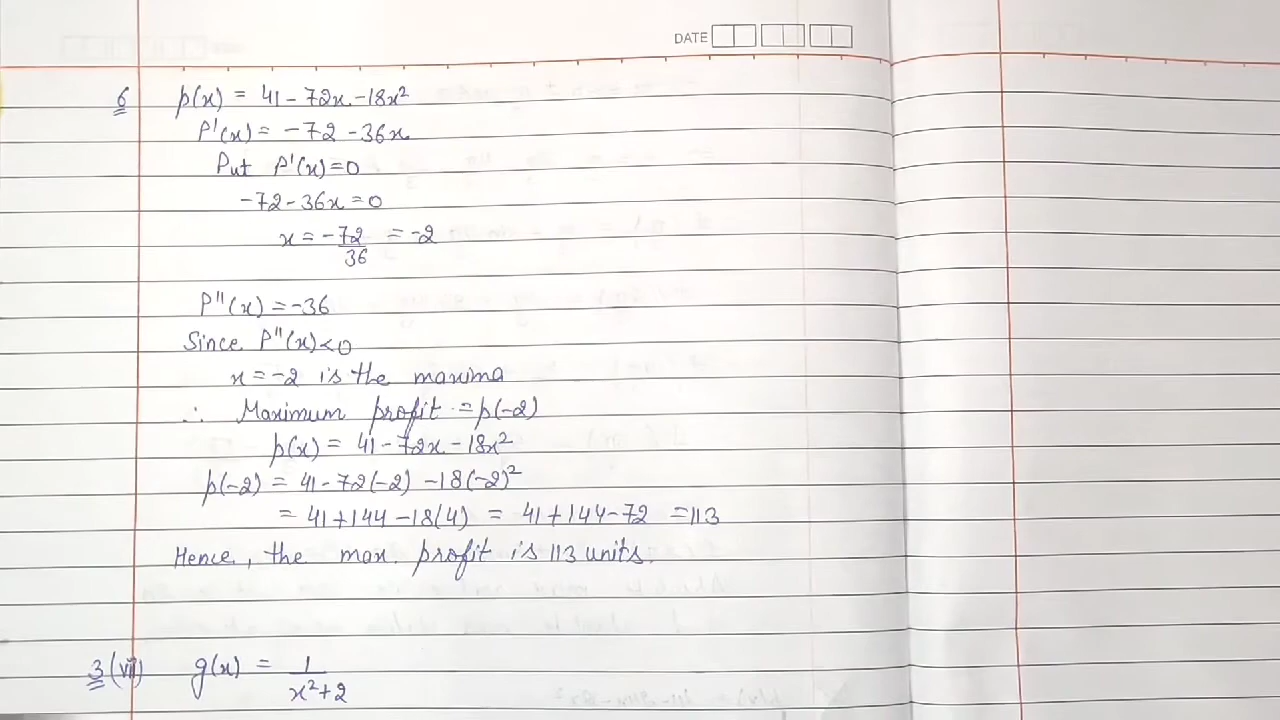 DATE
6 p(x) = 41 - 72x - 18x²
P'(x) = -72 - 36x
Put P'(x) = 0
-72 - 36x = 0
x = -72/36 = -2
P''(x) = -36
Since P''(x) < 0
x = -2 is the maxima
∴ Maximum profit = p(-2)
p(x) = 41 - 72x - 18x²
p(-2) = 41 - 72(-2) - 18(-2)²
= 41 + 144 - 18(4) = 41 + 144 - 72 = 113
Hence, the max. profit is 113 units.
3(vii) g(x) = 1/(x²+2)